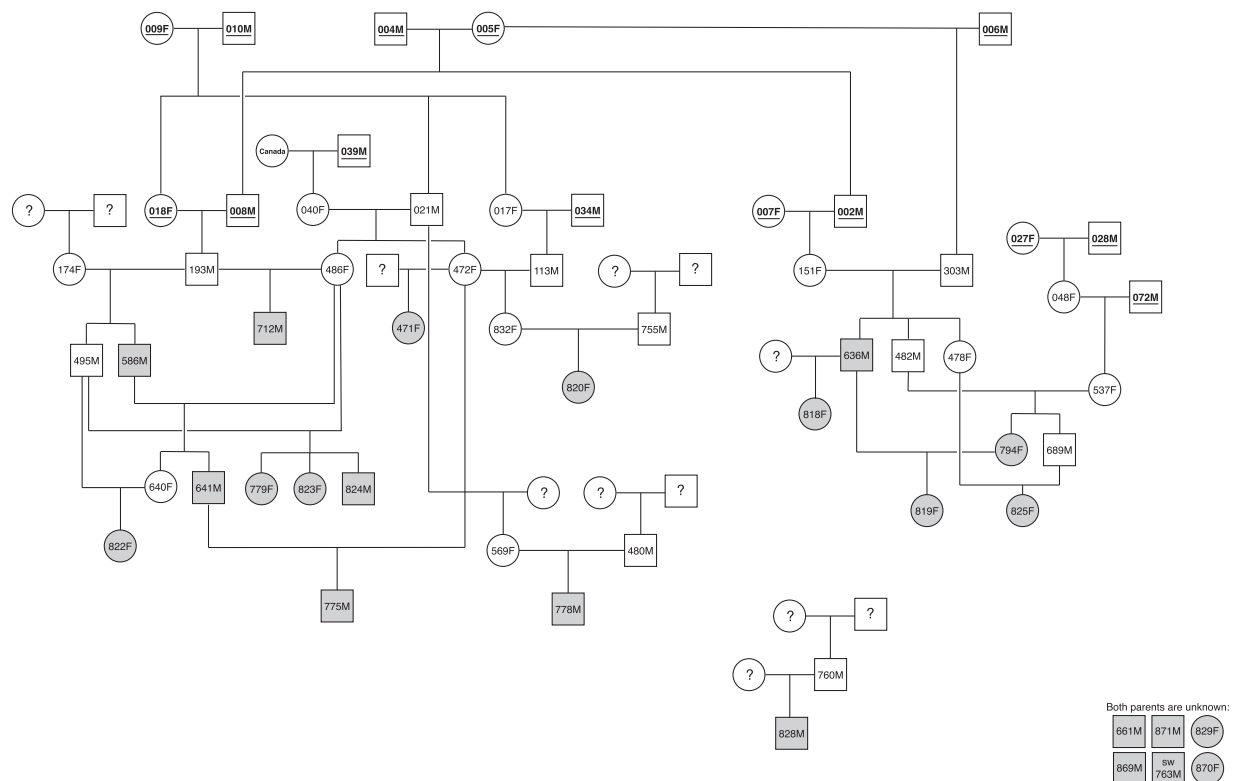 009F 010M 004M 005F 006M
Canada 039M
? ? 018F 008M 040F 021M 017F 034M 007F 002M
027F 028M
174F 193M 486F ? 472F 113M ? ? 151F 303M
048F 072M
712M 471F 832F 755M
495M 586M 636M 482M 478F
?
820F 537F
818F
794F 689M
640F 641M 779F 823F 824M ? ? ?
819F 825F
822F 569F 480M
775M 778M
? ?
? 760M
828M
Both parents are unknown:
661M 871M 829F
869M sw 870F
763M